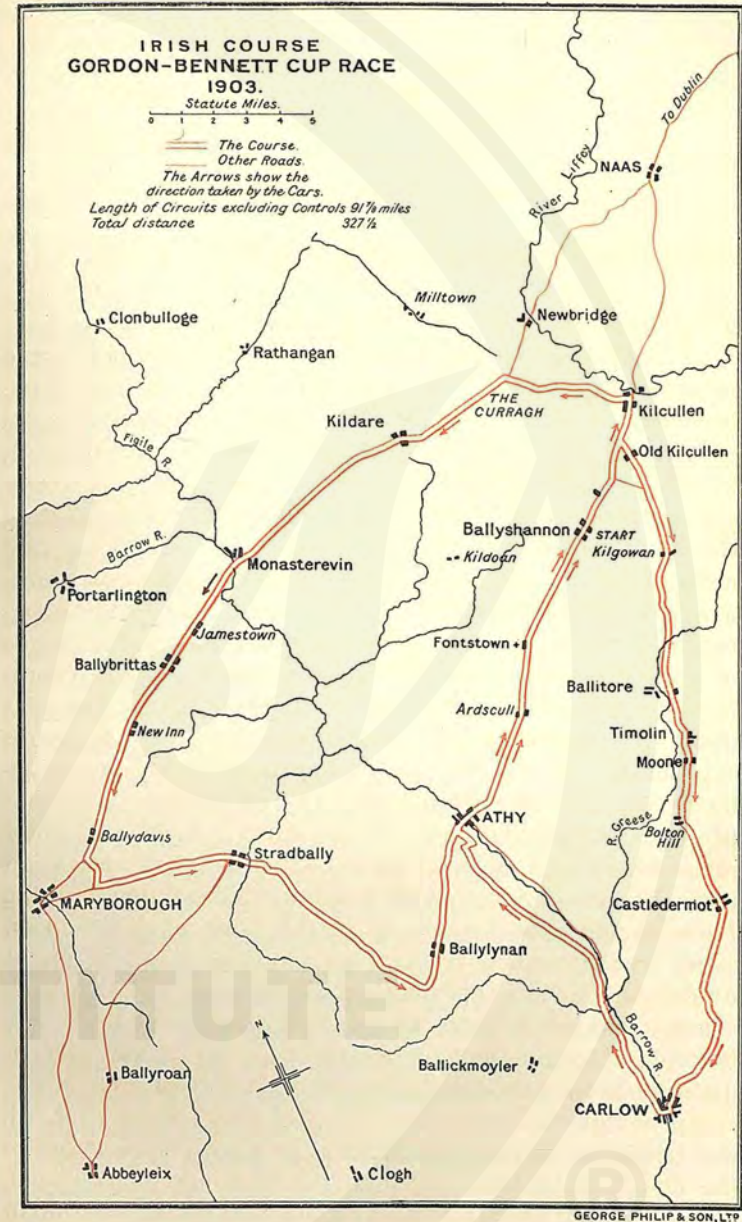 IRISH COURSE
GORDON-BENNETT CUP RACE
1903.
Statute Miles.
0 1 2 3 4 5
The Course.
Other Roads.
The Arrows show the
direction taken by the Cars.
Length of Circuits excluding Controls 91⅞ miles
Total distance 327½
To Dublin
NAAS
River Liffey
Milltown
Clonbulloge
Newbridge
Rathangan
THE
CURRAGH
Kilcullen
Kildare
Old Kilcullen
Figile R.
Ballyshannon
START
Barrow R.
Kilgowan
Kildoan
Monasterevin
Portarlington
Jamestown
Fontstown
Ballybrittas
Ballitore
Ardscull
New Inn
Timolin
Moone
ATHY
R. Greese
Bolton
Hill
Ballydavis
Stradbally
MARYBOROUGH
Castledermot
Ballylynan
TITUTE
Barrow R.
N
Ballickmoyler
Ballyroan
CARLOW
Abbeyleix
Clogh
®
GEORGE PHILIP & SON, LTD